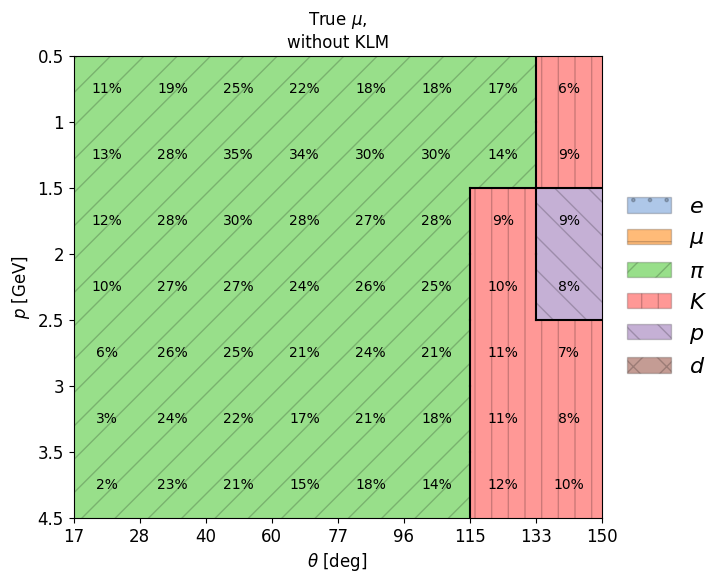 True μ,
without KLM
0.5
11% 19% 25% 22% 18% 18% 17% 6%
1
13% 28% 35% 34% 30% 30% 14% 9%
1.5
12% 28% 30% 28% 27% 28% 9% 9%
2
10% 27% 27% 24% 26% 25% 10% 8%
2.5
6% 26% 25% 21% 24% 21% 11% 7%
3
3% 24% 22% 17% 21% 18% 11% 8%
3.5
2% 23% 21% 15% 18% 14% 12% 10%
4.5
p [GeV]
17 28 40 60 77 96 115 133 150
θ [deg]
e
μ
π
K
p
d